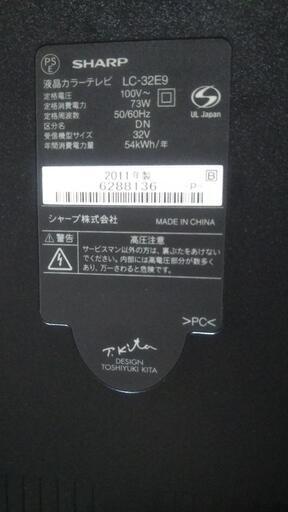 PS
E
SHARP
液晶カラーテレビ LC-32E9
定格電圧 100V～
定格消費電力 73W
定格周波数 50/60Hz
区分名 DN
受信機型サイズ 32V
年間消費電力量 54kWh/年
S
UL Japan
2011年製 B
6288136 P
シャープ株式会社 MADE IN CHINA
⚠警告 高圧注意
サービスマン以外の方は、裏ぶたをあけない
でください。内部には高電圧部分が数多く
あり、万一さわると危険です。
>PC<
T.Kita
DESIGN
TOSHIYUKI KITA